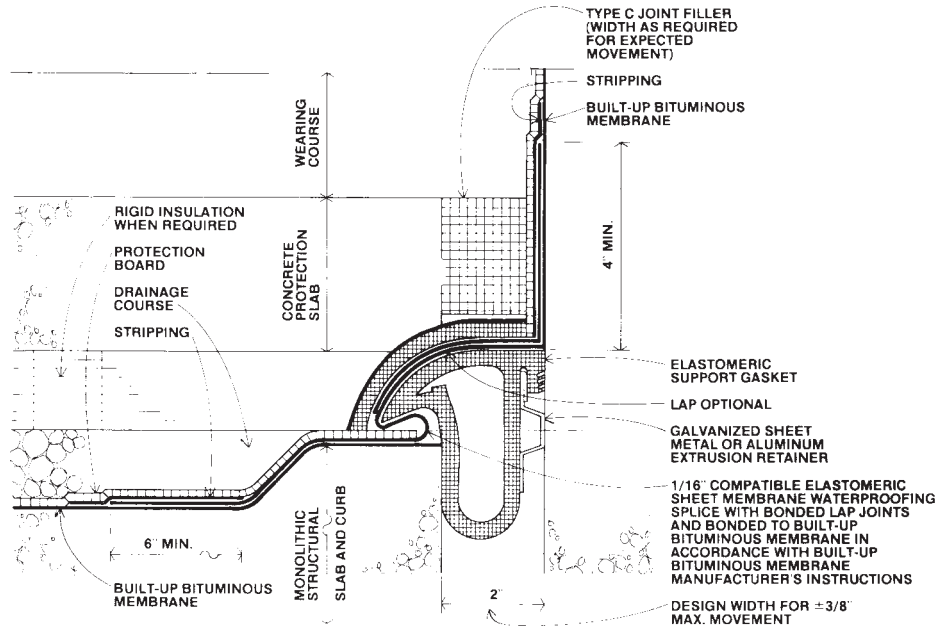 TYPE C JOINT FILLER
(WIDTH AS REQUIRED
FOR EXPECTED
MOVEMENT)
STRIPPING
BUILT-UP BITUMINOUS
MEMBRANE
WEARING
COURSE
RIGID INSULATION
WHEN REQUIRED
PROTECTION
BOARD
DRAINAGE
COURSE
STRIPPING
CONCRETE
PROTECTION
SLAB
4" MIN.
ELASTOMERIC
SUPPORT GASKET
LAP OPTIONAL
GALVANIZED SHEET
METAL OR ALUMINUM
EXTRUSION RETAINER
1/16" COMPATIBLE ELASTOMERIC
SHEET MEMBRANE WATERPROOFING
SPLICE WITH BONDED LAP JOINTS
AND BONDED TO BUILT-UP
BITUMINOUS MEMBRANE IN
ACCORDANCE WITH BUILT-UP
BITUMINOUS MEMBRANE
MANUFACTURER'S INSTRUCTIONS
6" MIN.
MONOLITHIC
STRUCTURAL
SLAB AND CURB
BUILT-UP BITUMINOUS
MEMBRANE
2"
DESIGN WIDTH FOR ±3/8"
MAX. MOVEMENT